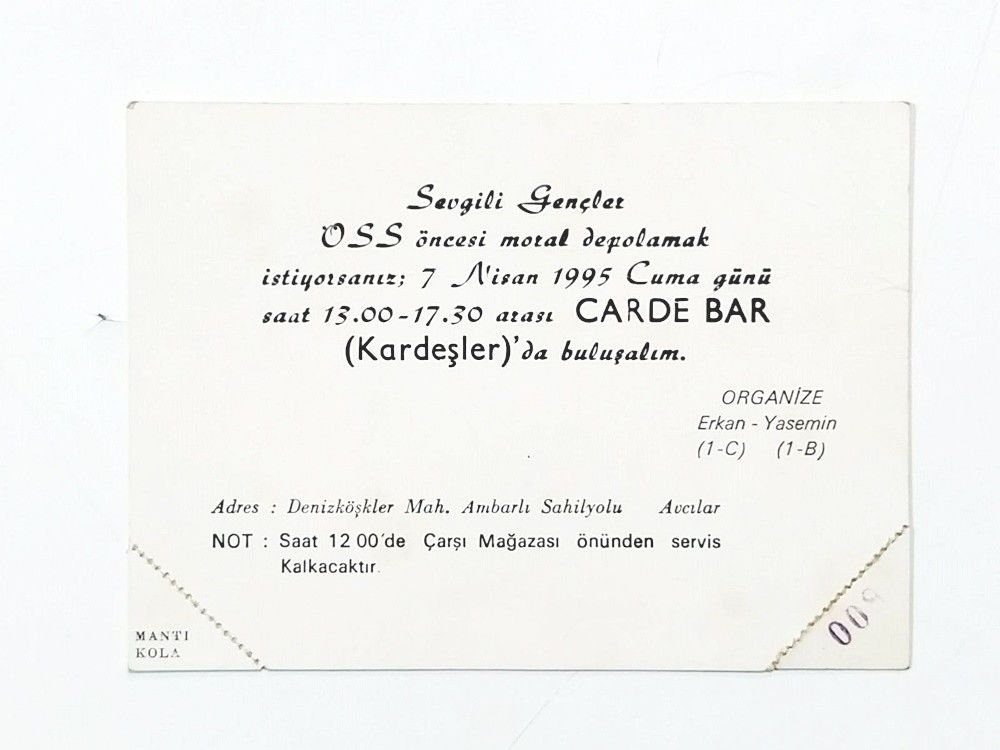 Sevgili Gençler
ÖSS öncesi moral depolamak
istiyorsanız; 7 Nisan 1995 Cuma günü
saat 13.00-17.30 arası CARDE BAR
(Kardeşler)'da buluşalım.
ORGANİZE
Erkan - Yasemin
(1-C) (1-B)
Adres : Denizköşkler Mah. Ambarlı Sahilyolu Avcılar
NOT : Saat 12 00'de Çarşı Mağazası önünden servis
Kalkacaktır.
MANTI
KOLA